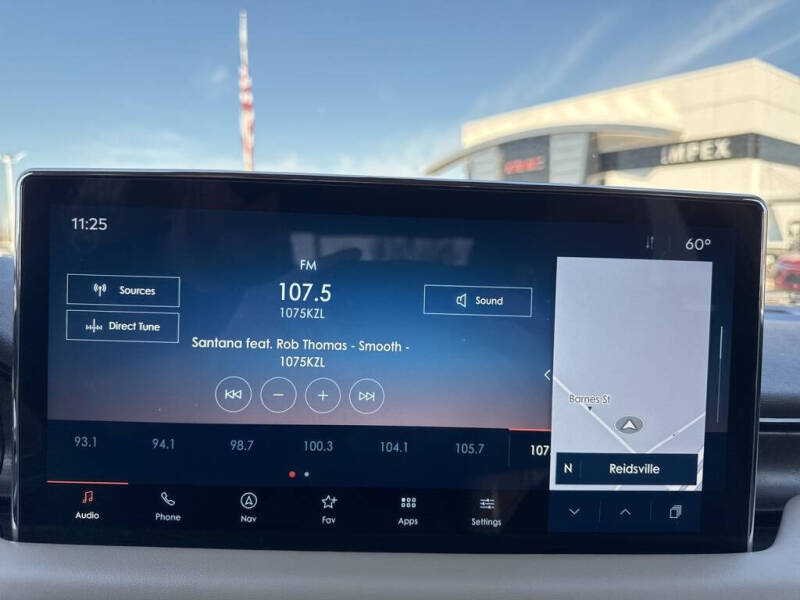 IMPEX
11:25
60°
FM
107.5
1075KZL
Sources
Direct Tune
Sound
Santana feat. Rob Thomas - Smooth -
1075KZL
93.1
94.1
98.7
100.3
104.1
105.7
107
Barnes St
N
Reidsville
Audio
Phone
Nav
Fav
Apps
Settings